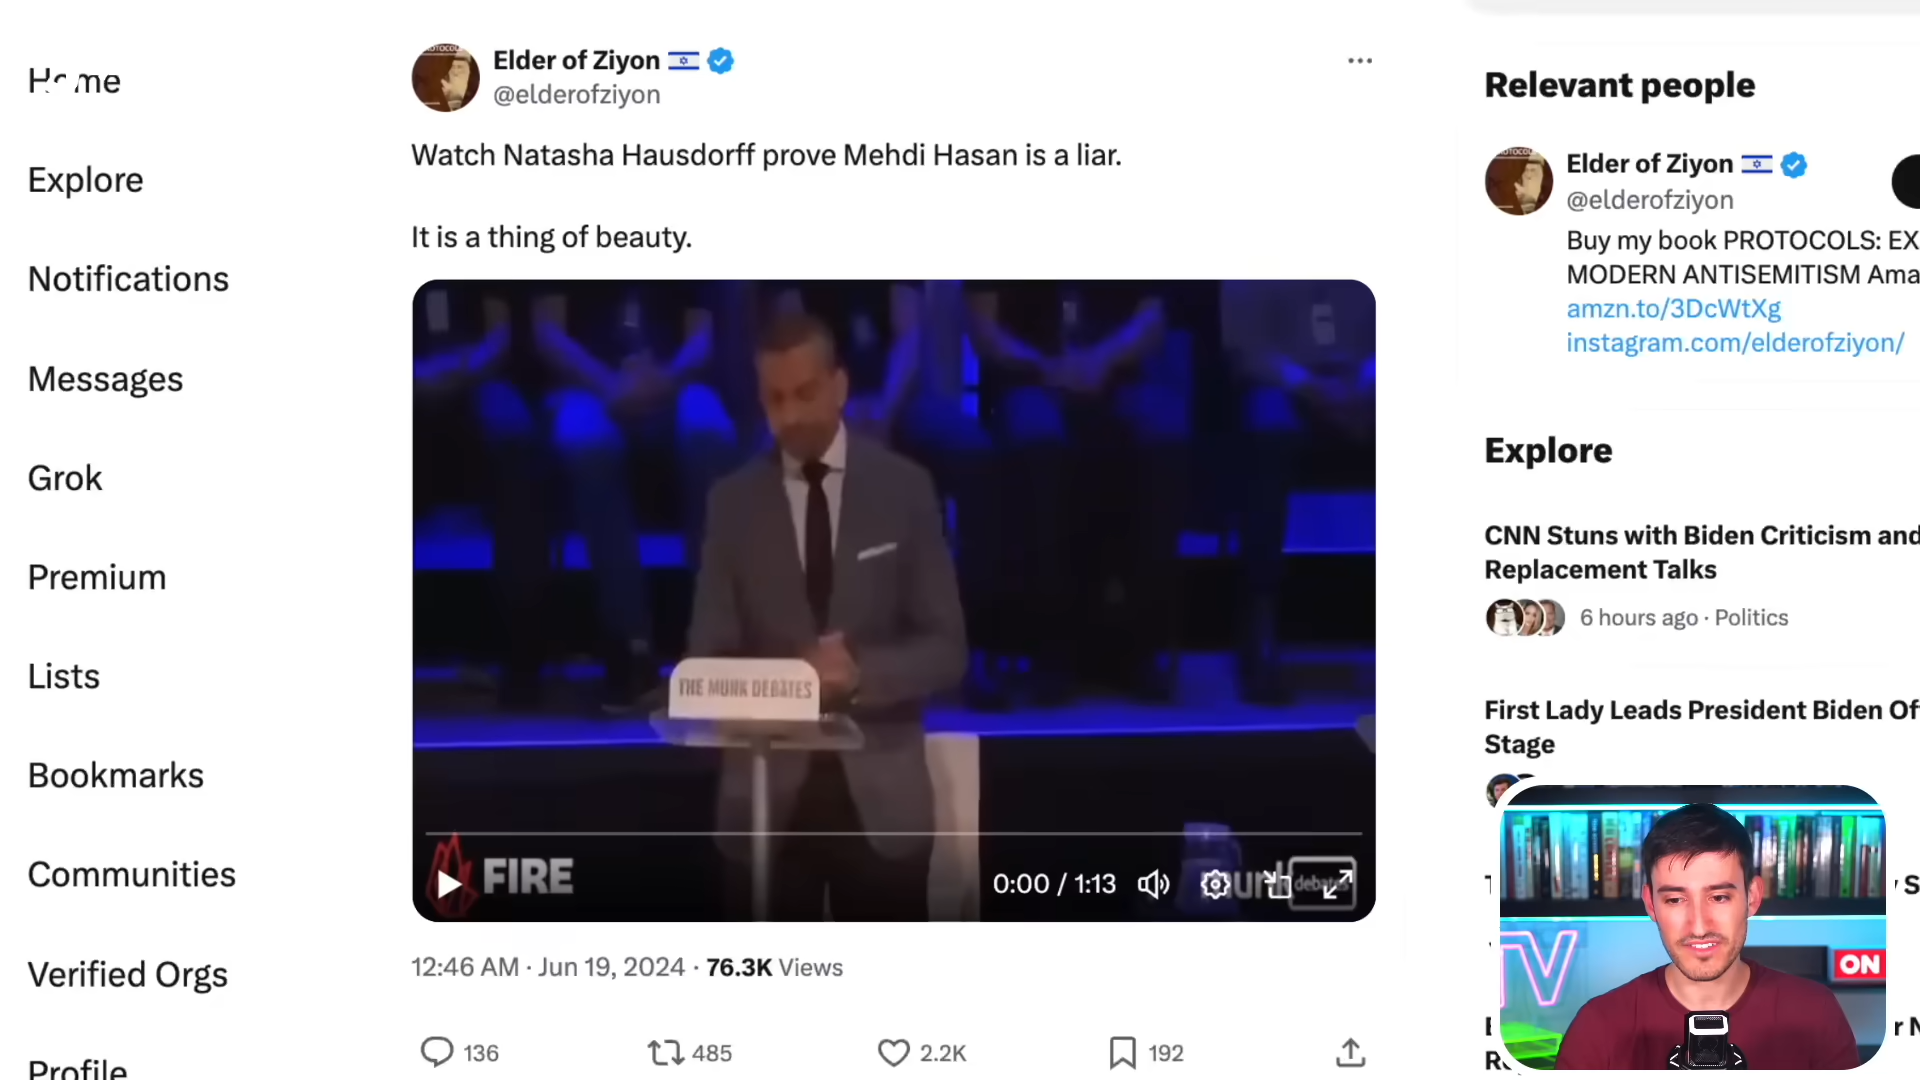 Home
Explore
Notifications
Messages
Grok
Premium
Lists
Bookmarks
Communities
Verified Orgs
Profile
Elder of Ziyon
@elderofziyon
Watch Natasha Hausdorff prove Mehdi Hasan is a liar.
It is a thing of beauty.
THE MUNK DEBATES
FIRE
0:00 / 1:13
debates
12:46 AM · Jun 19, 2024 · 76.3K Views
136
485
2.2K
192
Relevant people
Elder of Ziyon
@elderofziyon
Buy my book PROTOCOLS: EX
MODERN ANTISEMITISM Ama
amzn.to/3DcWtXg
instagram.com/elderofziyon/
Explore
CNN Stuns with Biden Criticism and
Replacement Talks
6 hours ago · Politics
First Lady Leads President Biden Of
Stage
TV
ON